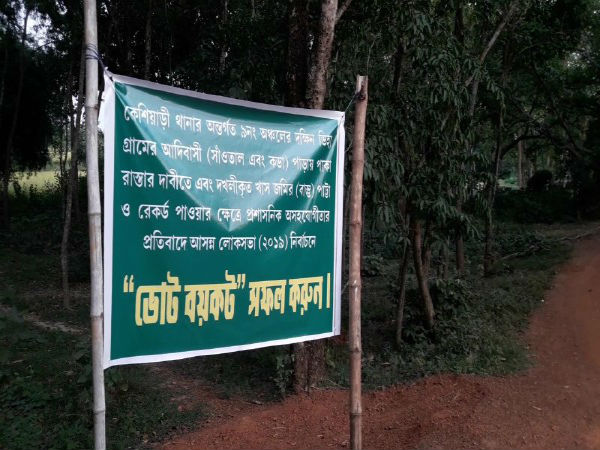 কেশিয়াড়ী থানার অন্তর্গত ৯নং অঞ্চলের দক্ষিন ডিহা
গ্রামের আদিবাসী (সাঁওতাল এবং কড়া) পাড়ায় পাকা
রাস্তার দাবীতে এবং দখলীকৃত খাস জমির (বাস্তু) পাট্টা
ও রেকর্ড পাওয়ার ক্ষেত্রে প্রশাসনিক অসহযোগীতার
প্রতিবাদে আসন্ন লোকসভা (২০১৯) নির্বাচনে
“ভোট বয়কট” সফল করুন।